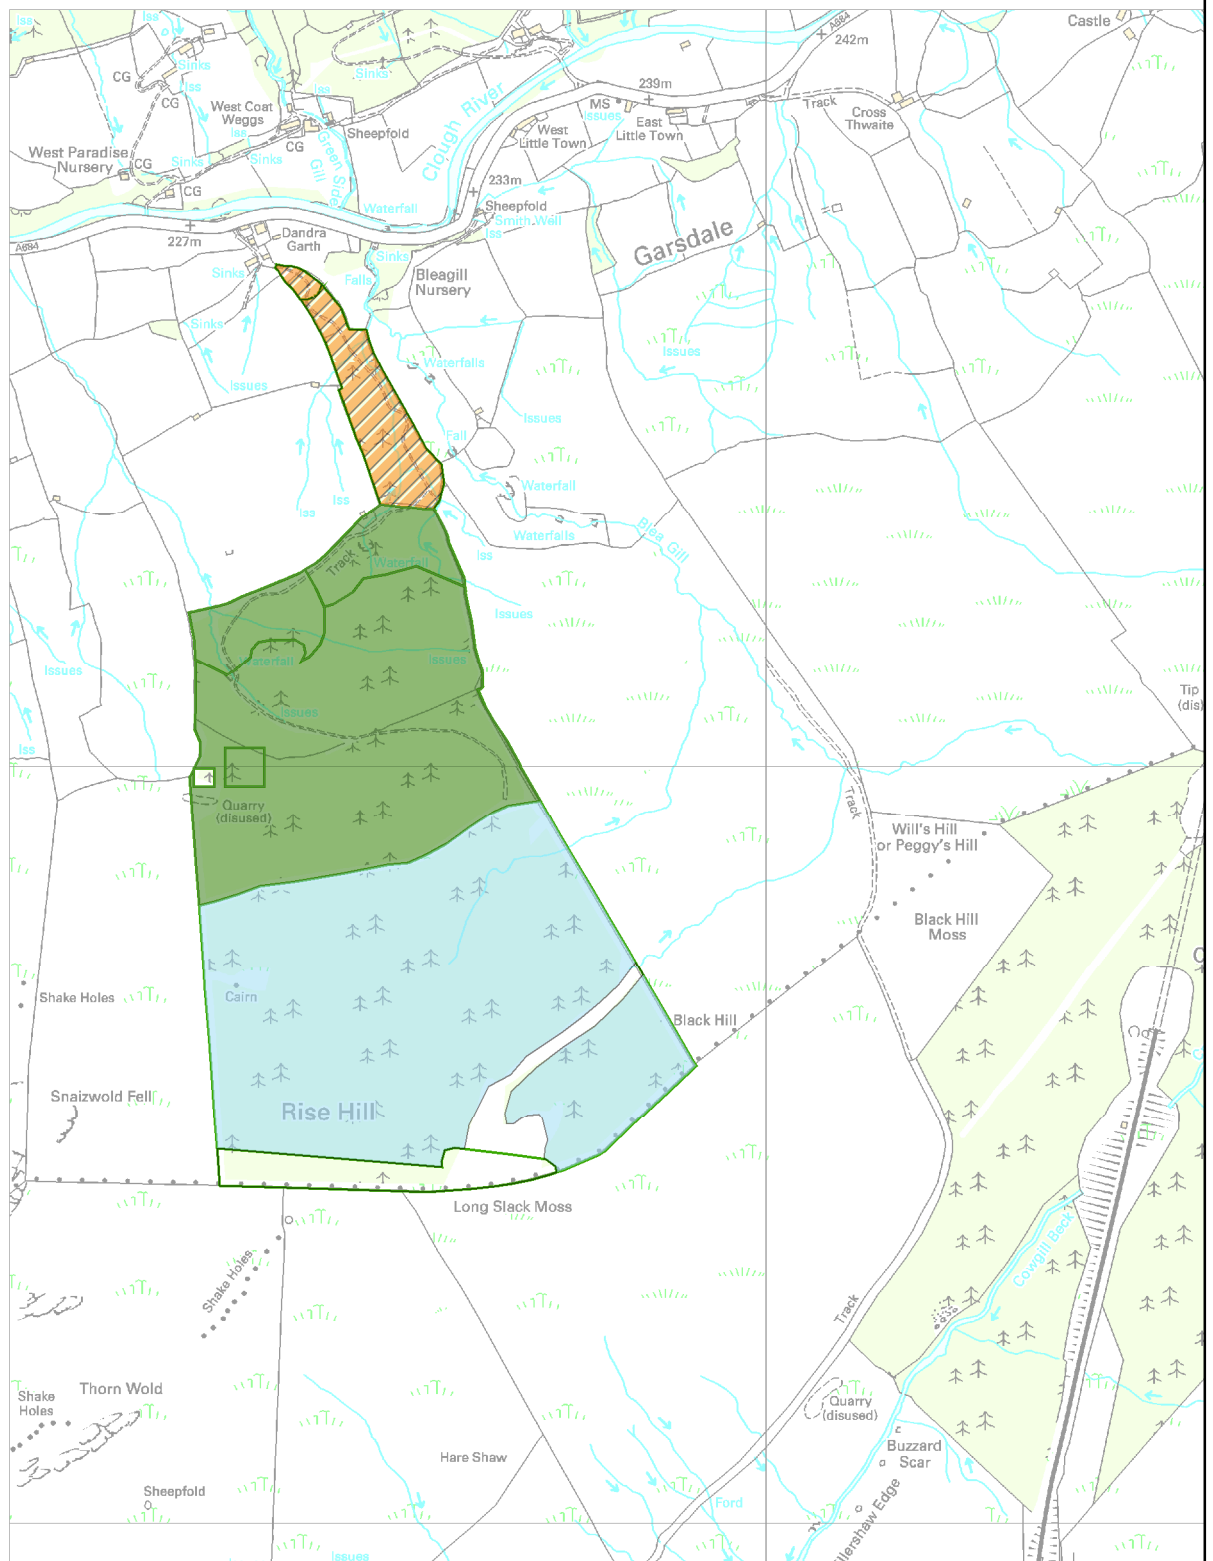 Iss
Iss
Castle
A684
242m
Sinks
Sinks
CG
Iss
CG
239m
Iss
West Coat
Weggs
MS
Issues
East
Little Town
Track
Cross
Thwaite
Clough River
Iss
Sheepfold
West
Little Town
CG
Green Side
Gill
West Paradise
Nursery
CG
Sinks
Sinks
CG
233m
Waterfall
Sheepfold
Smith Well
Iss
A684
227m
Dandra
Garth
Garsdale
Sinks
Sinks
Falls
Bleagill
Nursery
Sinks
Issues
Waterfalls
Issues
Issues
Fall
Waterfall
Iss
Iss
Waterfalls
Blea Gill
Track
Waterfall
Iss
Issues
Waterfall
Issues
Issues
Issues
Iss
Tip
(dis)
Track
Quarry
(disused)
Will's Hill
or Peggy's Hill
Black Hill
Moss
C
Shake Holes
Cairn
Black Hill
Snaizwold Fell
Rise Hill
Long Slack Moss
Cowgill Beck
Shake Holes
Track
Thorn Wold
Shake
Holes
Quarry
(disused)
Hare Shaw
Buzzard
Scar
Sheepfold
Ford
llershaw Edge
Issues